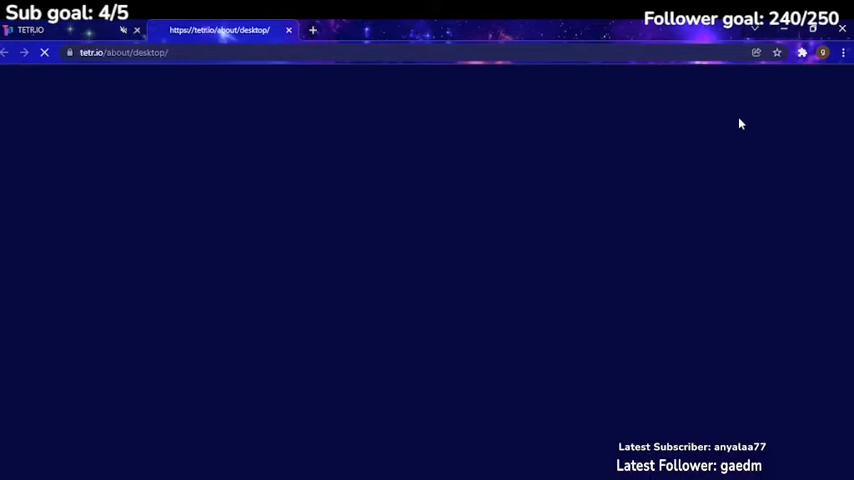 Sub goal: 4/5
Follower goal: 240/250
TETR.IO
https://tetr.io/about/desktop/
tetr.io/about/desktop/
g
Latest Subscriber: anyalaa77
Latest Follower: gaedm